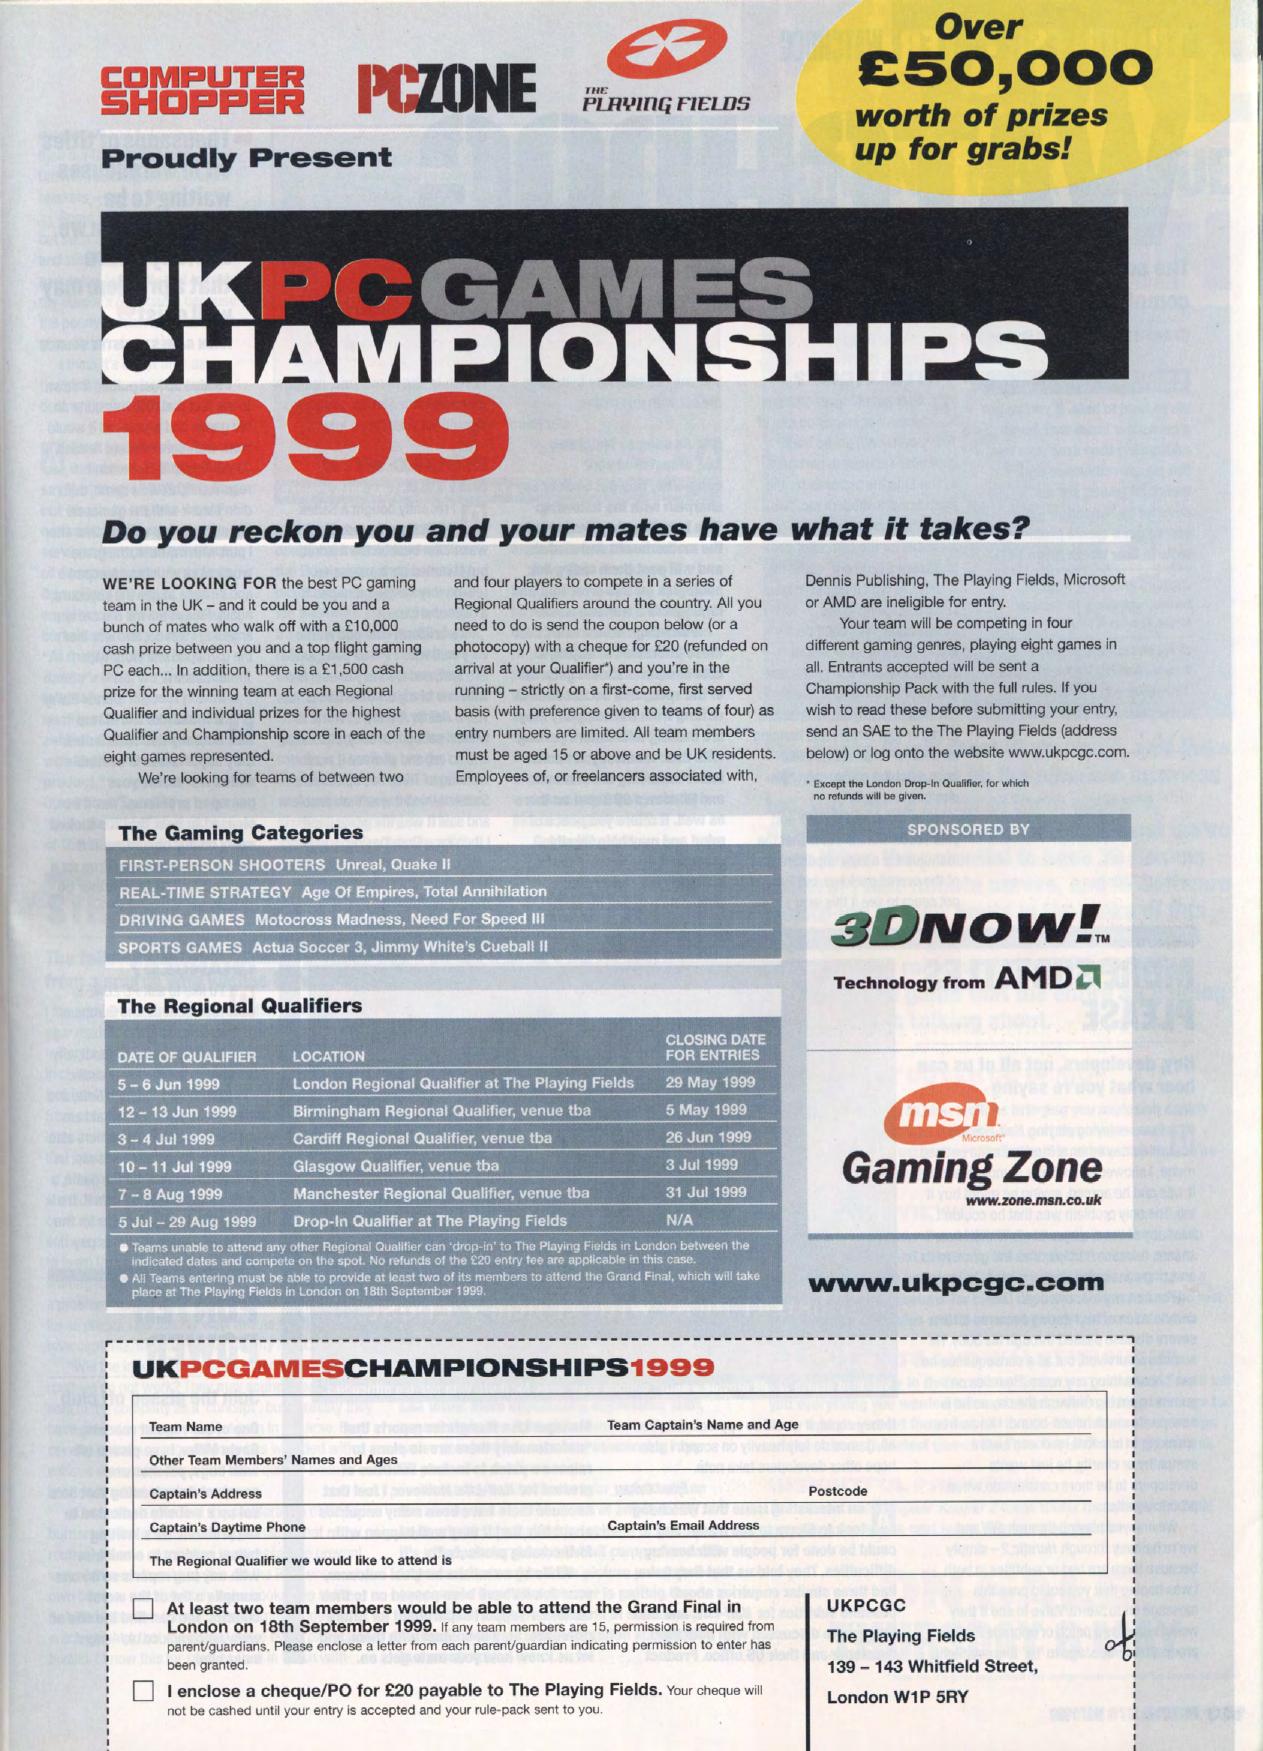 COMPUTER
SHOPPER
PCZONE
THE
PLAYING FIELDS
Over
£50,000
worth of prizes
up for grabs!
Proudly Present
UKPCGAMES
CHAMPIONSHIPS
1999
Do you reckon you and your mates have what it takes?
WE'RE LOOKING FOR the best PC gaming
team in the UK – and it could be you and a
bunch of mates who walk off with a £10,000
cash prize between you and a top flight gaming
PC each... In addition, there is a £1,500 cash
prize for the winning team at each Regional
Qualifier and individual prizes for the highest
Qualifier and Championship score in each of the
eight games represented.
We're looking for teams of between two
and four players to compete in a series of
Regional Qualifiers around the country. All you
need to do is send the coupon below (or a
photocopy) with a cheque for £20 (refunded on
arrival at your Qualifier*) and you're in the
running – strictly on a first-come, first served
basis (with preference given to teams of four) as
entry numbers are limited. All team members
must be aged 15 or above and be UK residents.
Employees of, or freelancers associated with,
Dennis Publishing, The Playing Fields, Microsoft
or AMD are ineligible for entry.
Your team will be competing in four
different gaming genres, playing eight games in
all. Entrants accepted will be sent a
Championship Pack with the full rules. If you
wish to read these before submitting your entry,
send an SAE to the The Playing Fields (address
below) or log onto the website www.ukpcgc.com.
* Except the London Drop-In Qualifier, for which
no refunds will be given.
The Gaming Categories
FIRST-PERSON SHOOTERS Unreal, Quake II
REAL-TIME STRATEGY Age Of Empires, Total Annihilation
DRIVING GAMES Motocross Madness, Need For Speed III
SPORTS GAMES Actua Soccer 3, Jimmy White's Cueball II
The Regional Qualifiers
DATE OF QUALIFIER LOCATION CLOSING DATE
FOR ENTRIES
5 – 6 Jun 1999 London Regional Qualifier at The Playing Fields 29 May 1999
12 – 13 Jun 1999 Birmingham Regional Qualifier, venue tba 5 May 1999
3 – 4 Jul 1999 Cardiff Regional Qualifier, venue tba 26 Jun 1999
10 – 11 Jul 1999 Glasgow Qualifier, venue tba 3 Jul 1999
7 – 8 Aug 1999 Manchester Regional Qualifier, venue tba 31 Jul 1999
5 Jul – 29 Aug 1999 Drop-In Qualifier at The Playing Fields N/A
● Teams unable to attend any other Regional Qualifier can 'drop-in' to The Playing Fields in London between the
indicated dates and compete on the spot. No refunds of the £20 entry fee are applicable in this case.
● All Teams entering must be able to provide at least two of its members to attend the Grand Final, which will take
place at The Playing Fields in London on 18th September 1999.
SPONSORED BY
3DNOW!™
Technology from AMD
msn
Microsoft®
Gaming Zone
www.zone.msn.co.uk
www.ukpcgc.com
UKPCGAMESCHAMPIONSHIPS1999
Team Name Team Captain's Name and Age
Other Team Members' Names and Ages
Captain's Address Postcode
Captain's Daytime Phone Captain's Email Address
The Regional Qualifier we would like to attend is
At least two team members would be able to attend the Grand Final in
London on 18th September 1999. If any team members are 15, permission is required from
parent/guardians. Please enclose a letter from each parent/guardian indicating permission to enter has
been granted.
I enclose a cheque/PO for £20 payable to The Playing Fields. Your cheque will
not be cashed until your entry is accepted and your rule-pack sent to you.
UKPCGC
The Playing Fields
139 – 143 Whitfield Street,
London W1P 5RY